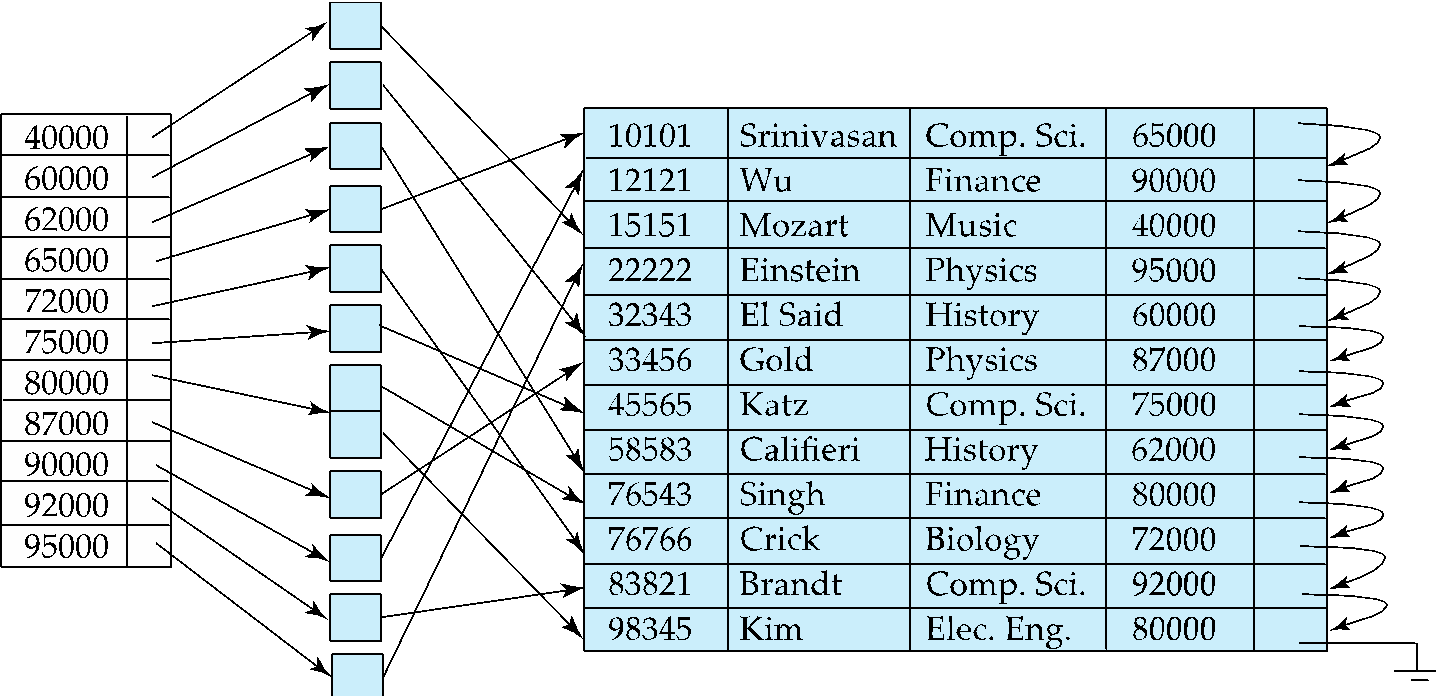 40000
60000
62000
65000
72000
75000
80000
87000
90000
92000
95000
10101 Srinivasan Comp. Sci. 65000
12121 Wu Finance 90000
15151 Mozart Music 40000
22222 Einstein Physics 95000
32343 El Said History 60000
33456 Gold Physics 87000
45565 Katz Comp. Sci. 75000
58583 Califieri History 62000
76543 Singh Finance 80000
76766 Crick Biology 72000
83821 Brandt Comp. Sci. 92000
98345 Kim Elec. Eng. 80000